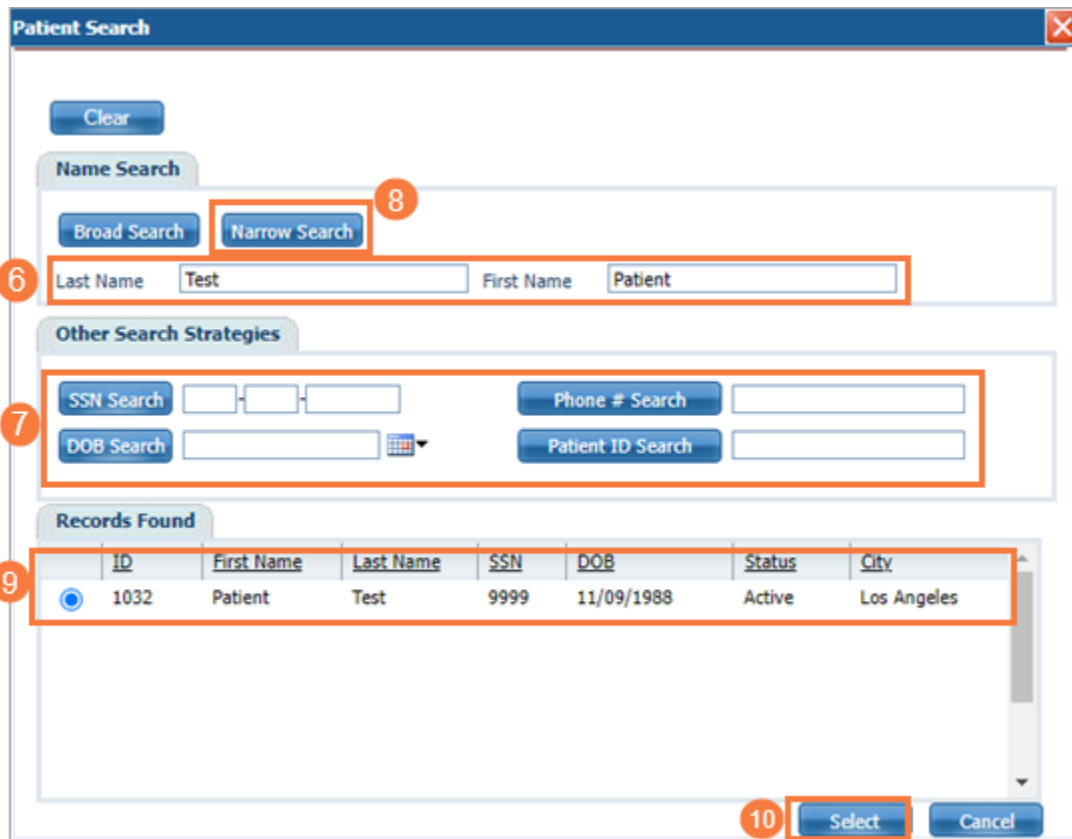 Patient Search
Clear
Name Search
8
Broad Search Narrow Search
6 Last Name Test First Name Patient
Other Search Strategies
7
SSN Search - - Phone # Search
DOB Search Patient ID Search
Records Found
9
ID First Name Last Name SSN DOB Status City
1032 Patient Test 9999 11/09/1988 Active Los Angeles
10 Select Cancel